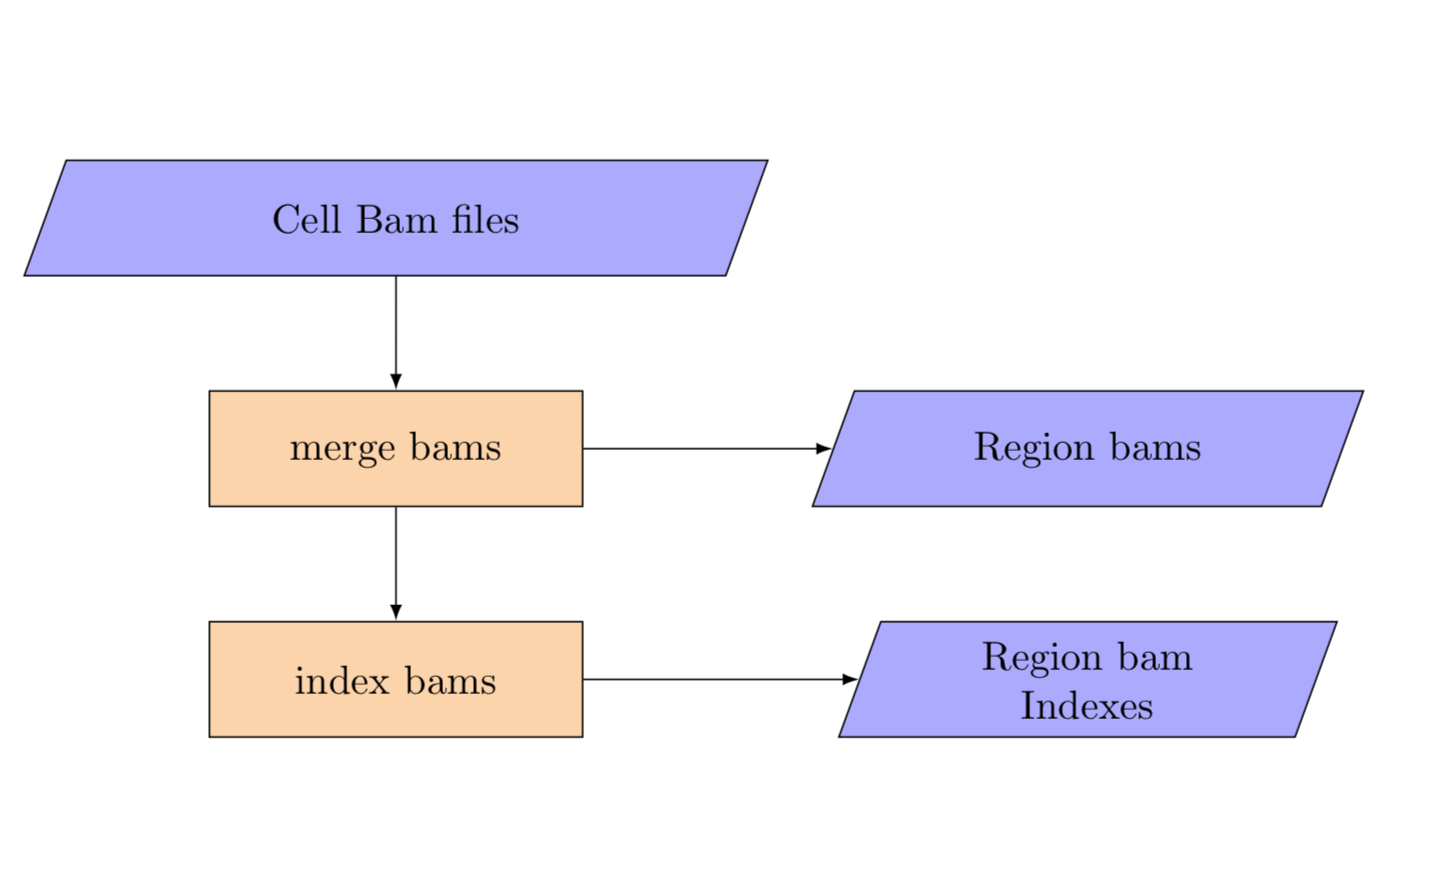 Cell Bam files
merge bams
Region bams
index bams
Region bam
Indexes